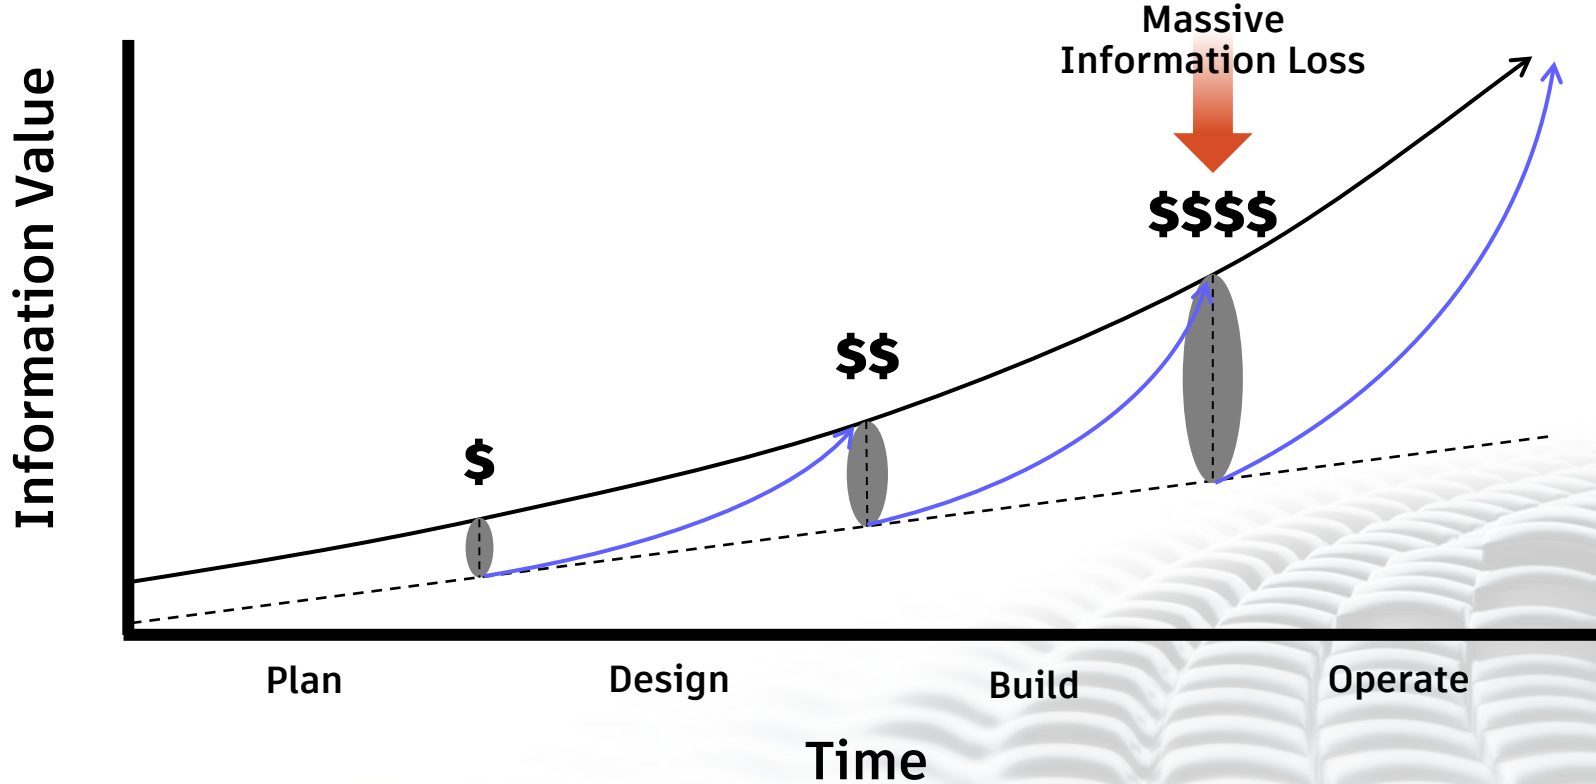 Massive
Information Loss
Information Value
$$$$
$$
$
Plan
Design
Build
Operate
Time